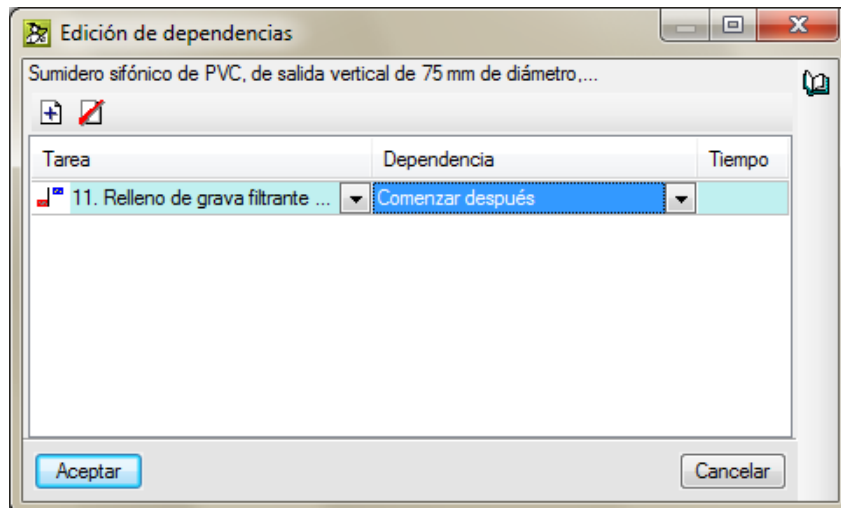 Edición de dependencias
Sumidero sifónico de PVC, de salida vertical de 75 mm de diámetro,...
Tarea Dependencia Tiempo
11. Relleno de grava filtrante ... Comenzar después
Aceptar Cancelar